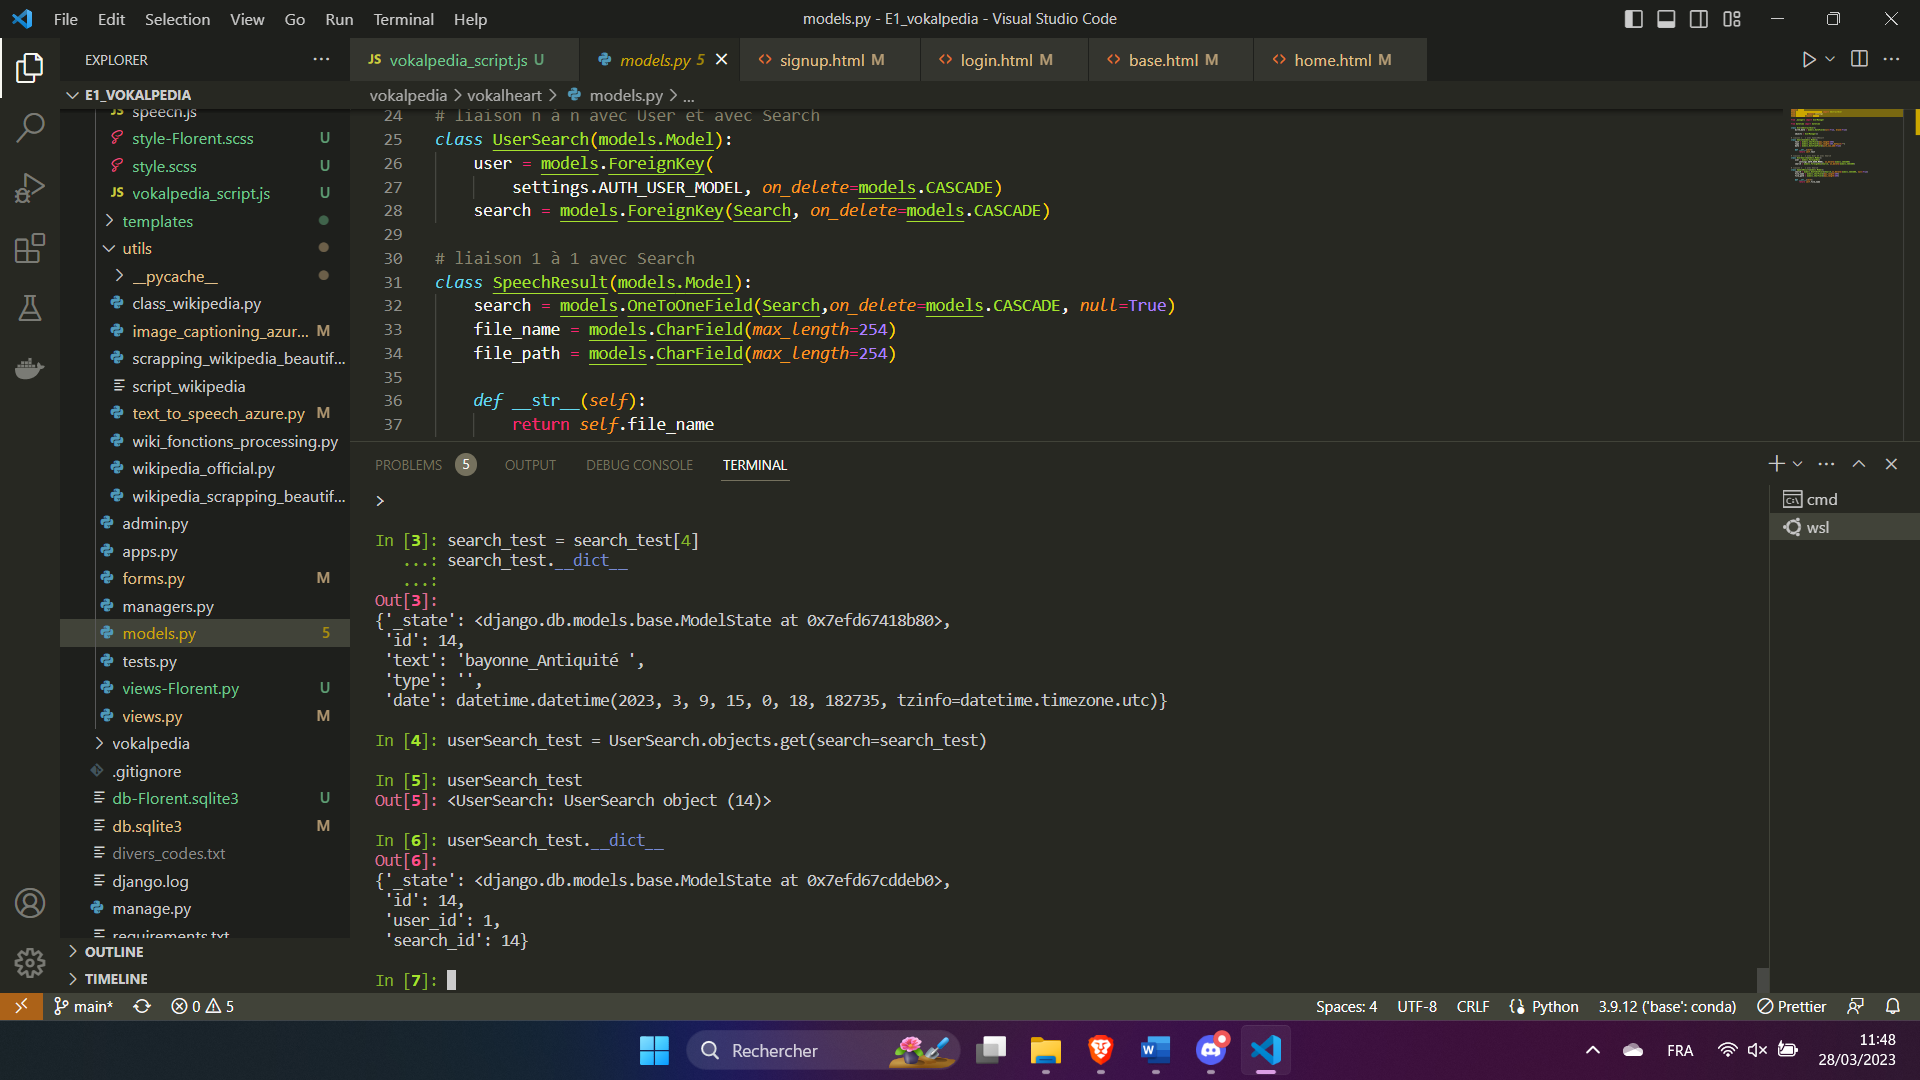 File Edit Selection View Go Run Terminal Help
models.py - E1_vokalpedia - Visual Studio Code
EXPLORER
E1_VOKALPEDIA
speech.js
style-Florent.scss U
style.scss U
JS vokalpedia_script.js U
templates
utils
__pycache__
class_wikipedia.py
image_captioning_azur... M
scrapping_wikipedia_beautif...
script_wikipedia
text_to_speech_azure.py M
wiki_fonctions_processing.py
wikipedia_official.py
wikipedia_scrapping_beautif...
admin.py
apps.py
forms.py M
managers.py
models.py 5
tests.py
views-Florent.py U
views.py M
vokalpedia
.gitignore
db-Florent.sqlite3 U
db.sqlite3 M
divers_codes.txt
django.log
manage.py
requirements.txt
OUTLINE
TIMELINE
JS vokalpedia_script.js U
models.py 5
signup.html M
login.html M
base.html M
home.html M
vokalpedia > vokalheart > models.py > ...
24 # liaison n à n avec User et avec Search
25 class UserSearch(models.Model):
26 user = models.ForeignKey(
27 settings.AUTH_USER_MODEL, on_delete=models.CASCADE)
28 search = models.ForeignKey(Search, on_delete=models.CASCADE)
29
30 # liaison 1 à 1 avec Search
31 class SpeechResult(models.Model):
32 search = models.OneToOneField(Search,on_delete=models.CASCADE, null=True)
33 file_name = models.CharField(max_length=254)
34 file_path = models.CharField(max_length=254)
35
36 def __str__(self):
37 return self.file_name
PROBLEMS 5 OUTPUT DEBUG CONSOLE TERMINAL
cmd
wsl
>
In [3]: search_test = search_test[4]
...: search_test.__dict__
...:
Out[3]:
{'_state': <django.db.models.base.ModelState at 0x7efd67418b80>,
'id': 14,
'text': 'bayonne_Antiquité ',
'type': '',
'date': datetime.datetime(2023, 3, 9, 15, 0, 18, 182735, tzinfo=datetime.timezone.utc)}
In [4]: userSearch_test = UserSearch.objects.get(search=search_test)
In [5]: userSearch_test
Out[5]: <UserSearch: UserSearch object (14)>
In [6]: userSearch_test.__dict__
Out[6]:
{'_state': <django.db.models.base.ModelState at 0x7efd67cddeb0>,
'id': 14,
'user_id': 1,
'search_id': 14}
In [7]:
main* 0 5
Spaces: 4 UTF-8 CRLF Python 3.9.12 ('base': conda) Prettier
Rechercher
FRA
11:48
28/03/2023